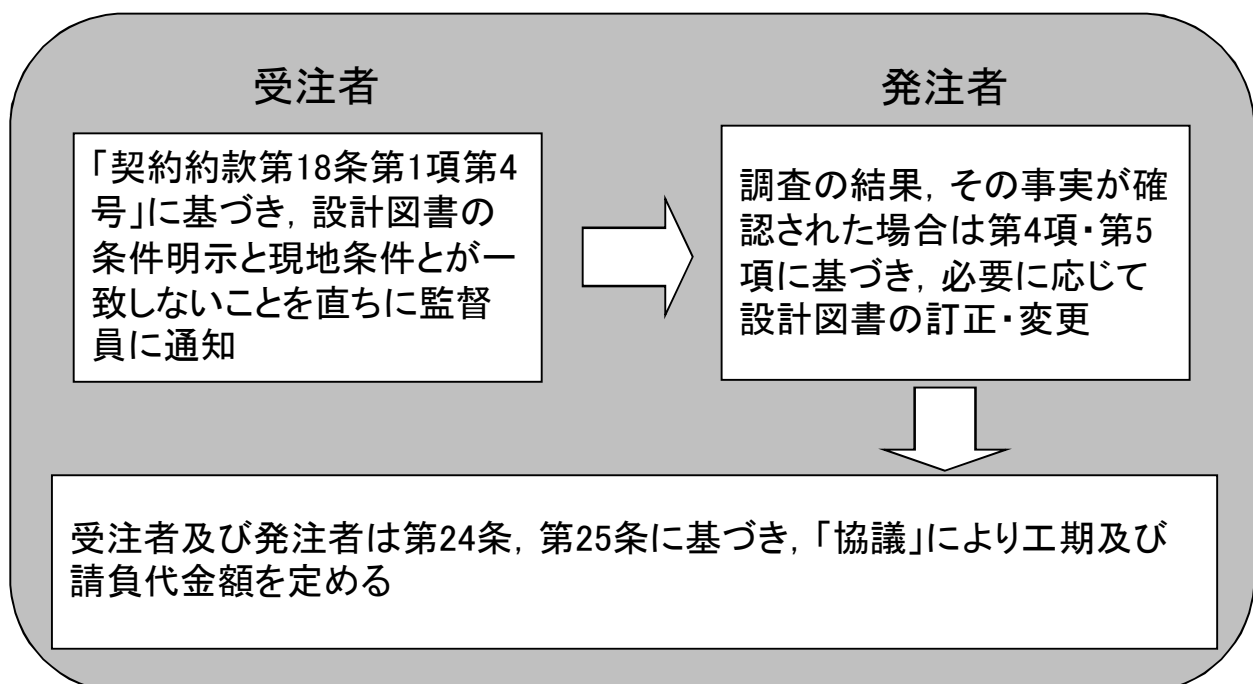 受注者
「契約約款第18条第1項第4
号」に基づき，設計図書の
条件明示と現地条件とが一
致しないことを直ちに監督
員に通知
発注者
調査の結果，その事実が確
認された場合は第4項・第5
項に基づき，必要に応じて
設計図書の訂正・変更
受注者及び発注者は第24条，第25条に基づき，「協議」により工期及び
請負代金額を定める